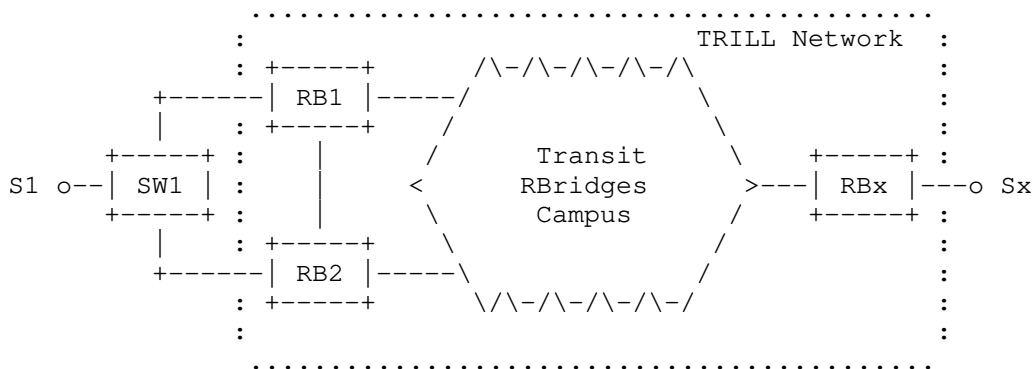 TRILL Network
RB1
Transit
S1 o--| SW1 | RBridges RBx o Sx
Campus
RB2